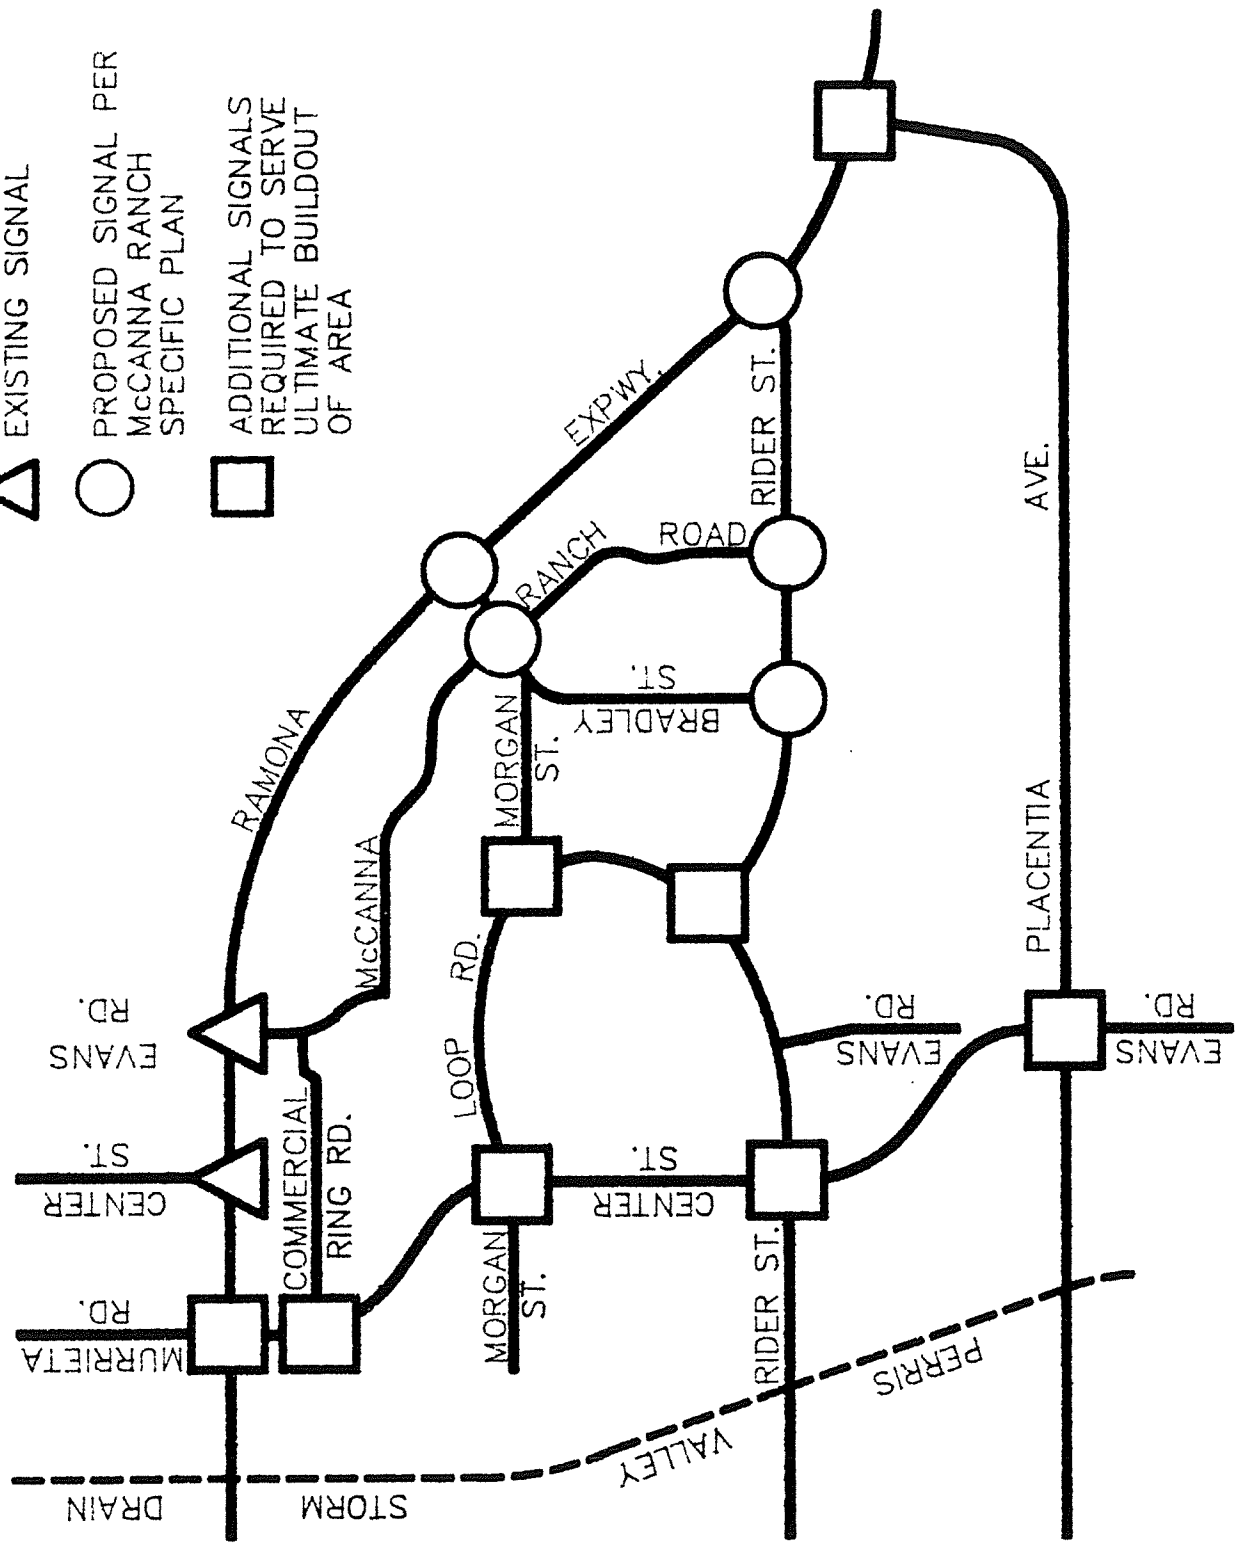 EXISTING SIGNAL
PROPOSED SIGNAL PER
McCANNA RANCH
SPECIFIC PLAN
ADDITIONAL SIGNALS
REQUIRED TO SERVE
ULTIMATE BUILDOUT
OF AREA
RAMONA
EXPWY.
McCANNA
RANCH
ROAD
RIDER ST.
BRADLEY
ST.
MORGAN
ST.
LOOP RD.
EVANS
RD.
CENTER
ST.
MURRIETA
RD.
COMMERCIAL
RING RD.
MORGAN
ST.
CENTER
ST.
RIDER ST.
EVANS
RD.
EVANS
RD.
PLACENTIA
AVE.
PERRIS
VALLEY
STORM
DRAIN